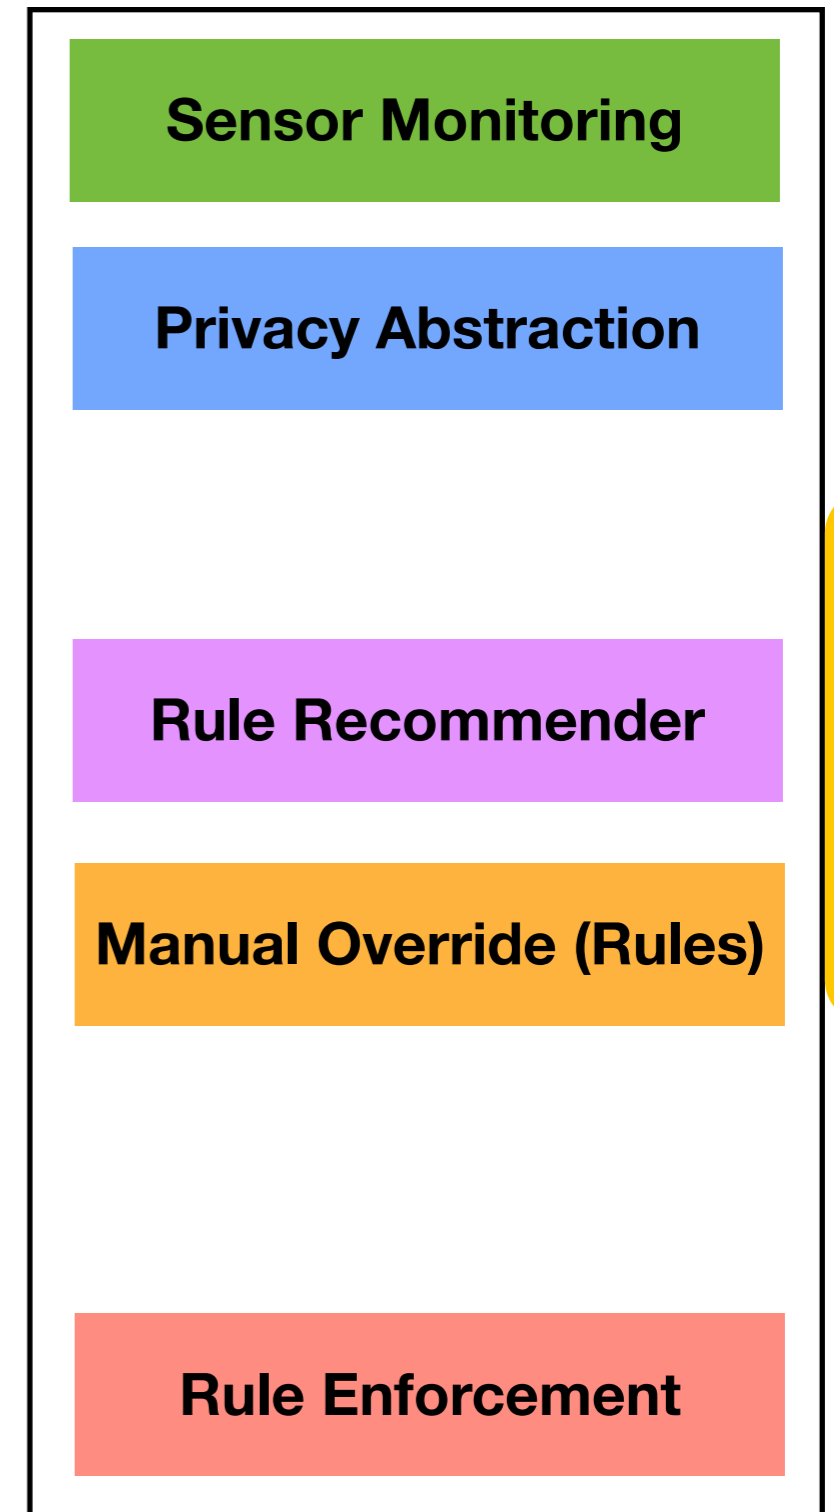 Sensor Monitoring
Privacy Abstraction
Rule Recommender
Manual Override (Rules)
Rule Enforcement